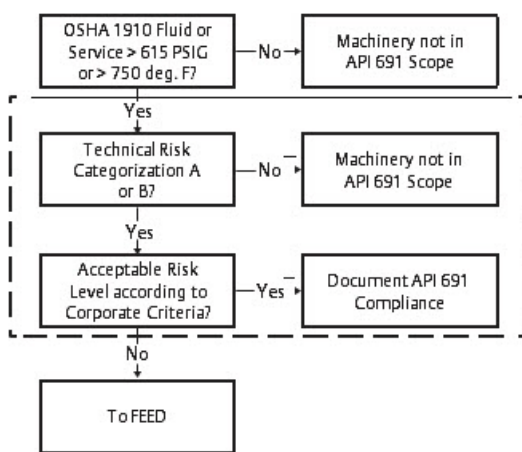 OSHA 1910 Fluid or
Service > 615 PSIG
or > 750 deg. F?
No
Machinery not in
API 691 Scope
Yes
Technical Risk
Categorization A
or B?
No
Machinery not in
API 691 Scope
Yes
Acceptable Risk
Level according to
Corporate Criteria?
Yes
Document API 691
Compliance
No
To FEED